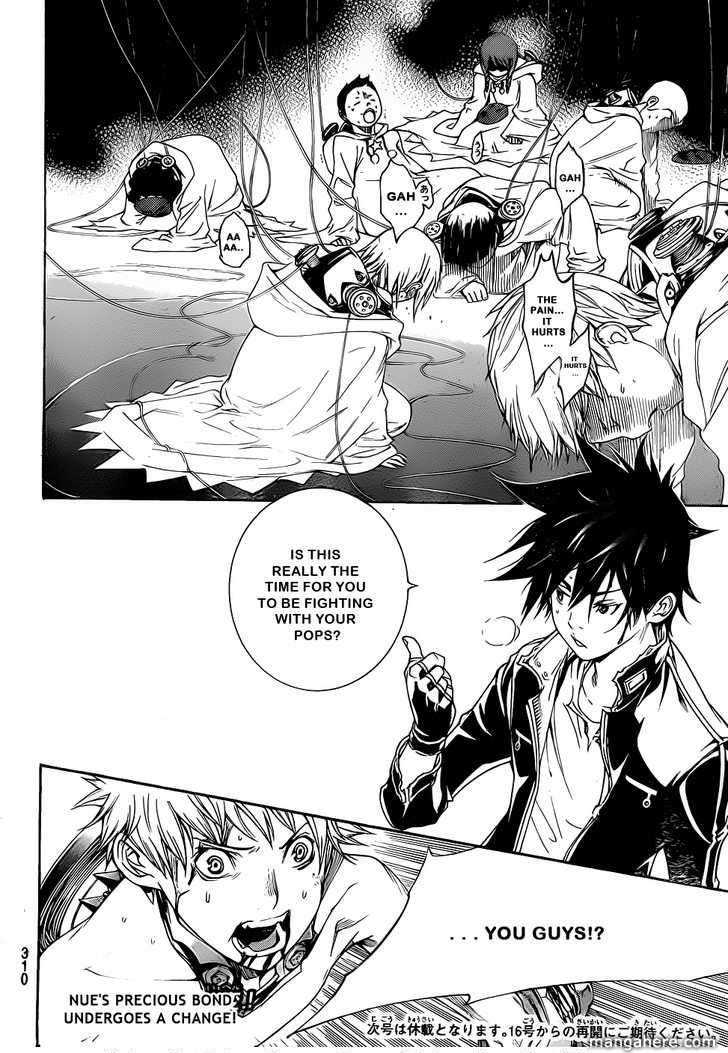 GAH
...
あっ
AA
AA..
GAH
...
THE
PAIN...
IT
HURTS
...
IT
HURTS
IS THIS
REALLY THE
TIME FOR YOU
TO BE FIGHTING
WITH YOUR
POPS?
. . . YOU GUYS!?
NUE'S PRECIOUS BOND
UNDERGOES A CHANGE!
次号は休載となります。16号からの再開にご期待ください。
310
mangahere.com